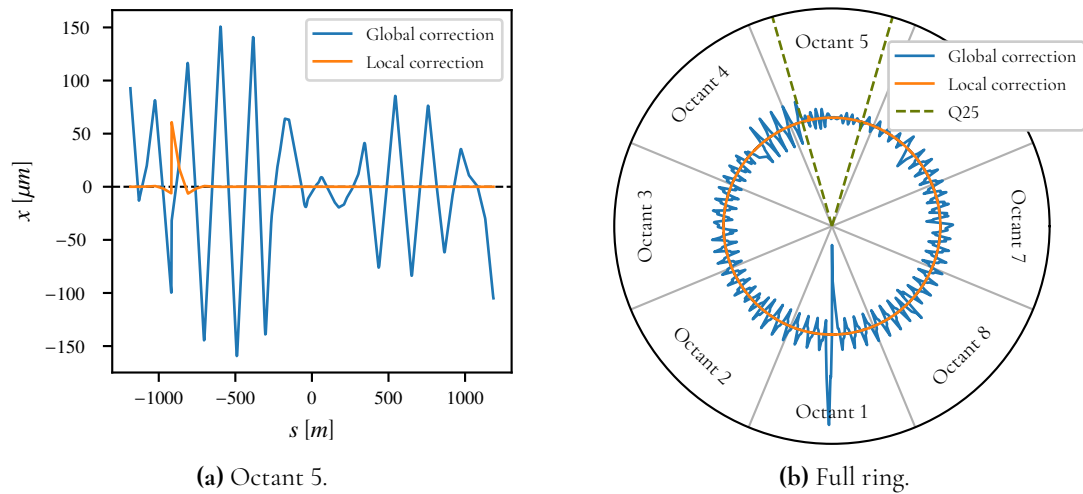 150
100
50
0
−50
−100
−150
x [μm]
−1000
−500
0
500
1000
s [m]
Global correction
Local correction
(a) Octant 5.
Octant 5
Octant 4
Octant 3
Octant 2
Octant 1
Octant 8
Octant 7
Global correction
Local correction
Q25
(b) Full ring.